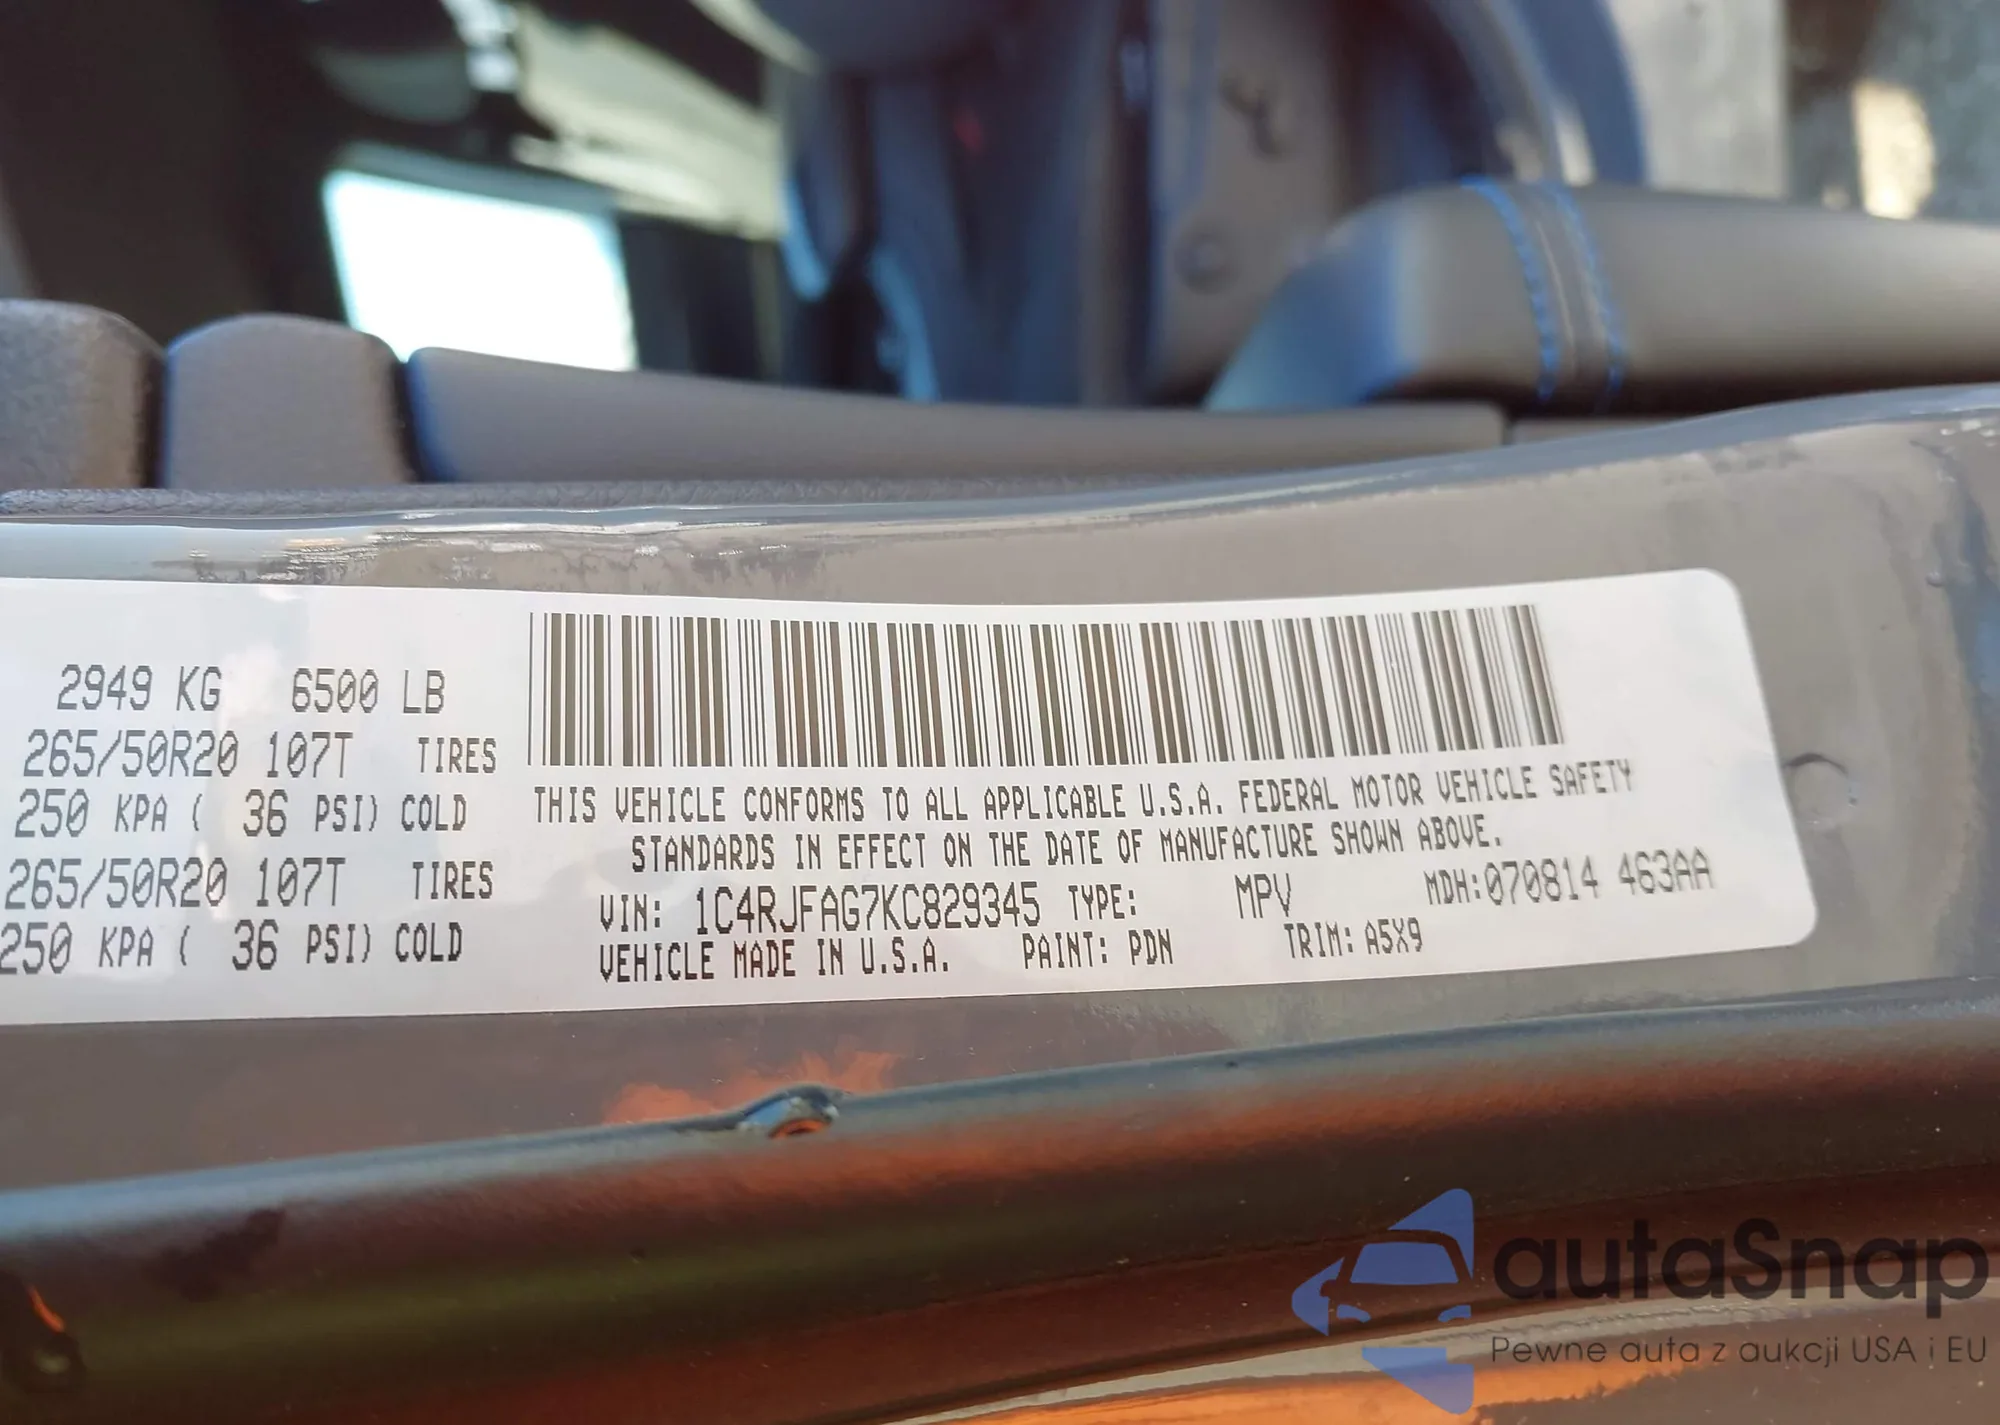 2949 KG 6500 LB
265/50R20 107T TIRES
250 KPA ( 36 PSI) COLD
265/50R20 107T TIRES
250 KPA ( 36 PSI) COLD
THIS VEHICLE CONFORMS TO ALL APPLICABLE U.S.A. FEDERAL MOTOR VEHICLE SAFETY
STANDARDS IN EFFECT ON THE DATE OF MANUFACTURE SHOWN ABOVE.
VIN: 1C4RJFAG7KC829345 TYPE: MPV MDH:070814 463AA
VEHICLE MADE IN U.S.A. PAINT: PDN TRIM: A5X9
autaSnap
Pewne auta z aukcji USA i EU